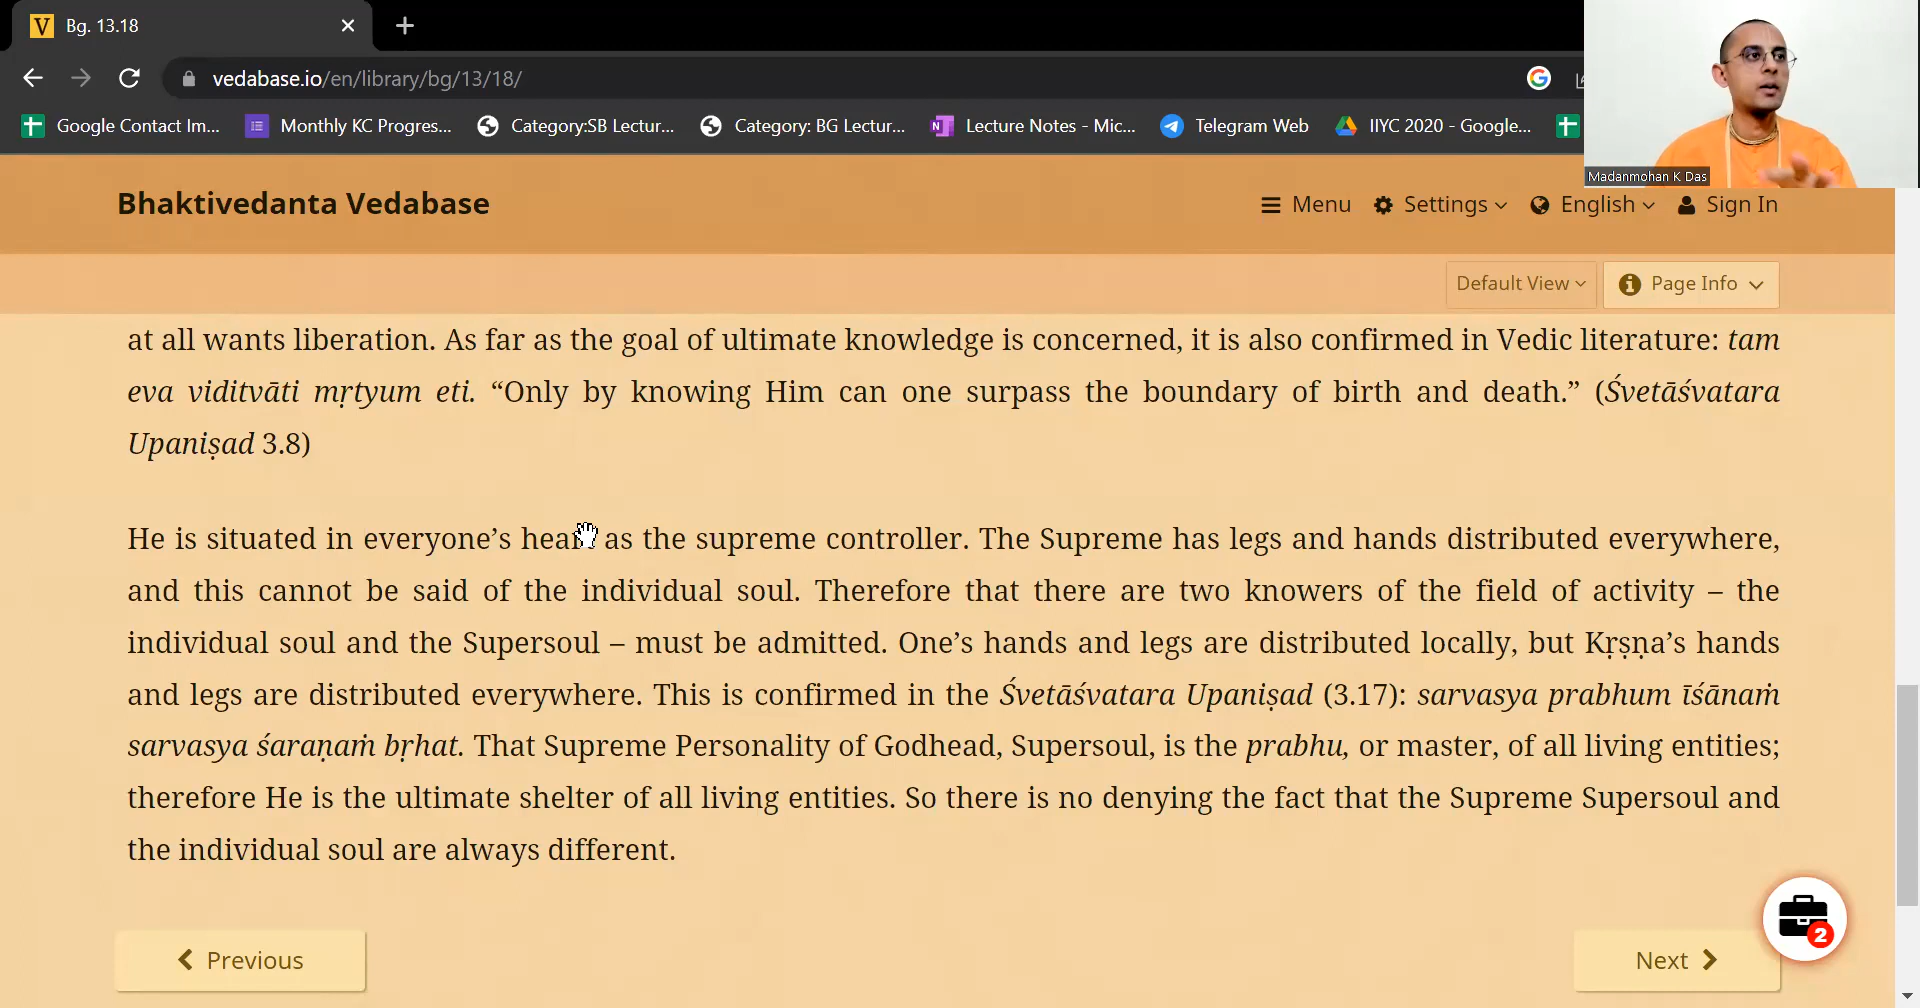 Bg. 13.18
vedabase.io/en/library/bg/13/18/
Google Contact Im... Monthly KC Progres... Category:SB Lectur... Category: BG Lectur... Lecture Notes - Mic... Telegram Web IIYC 2020 - Google...
Madanmohan K Das
Bhaktivedanta Vedabase Menu Settings English Sign In
Default View Page Info
at all wants liberation. As far as the goal of ultimate knowledge is concerned, it is also confirmed in Vedic literature: tam
eva viditvāti mṛtyum eti. “Only by knowing Him can one surpass the boundary of birth and death.” (Śvetāśvatara
Upaniṣad 3.8)
He is situated in everyone’s heart as the supreme controller. The Supreme has legs and hands distributed everywhere,
and this cannot be said of the individual soul. Therefore that there are two knowers of the field of activity – the
individual soul and the Supersoul – must be admitted. One’s hands and legs are distributed locally, but Kṛṣṇa’s hands
and legs are distributed everywhere. This is confirmed in the Śvetāśvatara Upaniṣad (3.17): sarvasya prabhum īśānaṁ
sarvasya śaraṇaṁ bṛhat. That Supreme Personality of Godhead, Supersoul, is the prabhu, or master, of all living entities;
therefore He is the ultimate shelter of all living entities. So there is no denying the fact that the Supreme Supersoul and
the individual soul are always different.
2
Previous Next